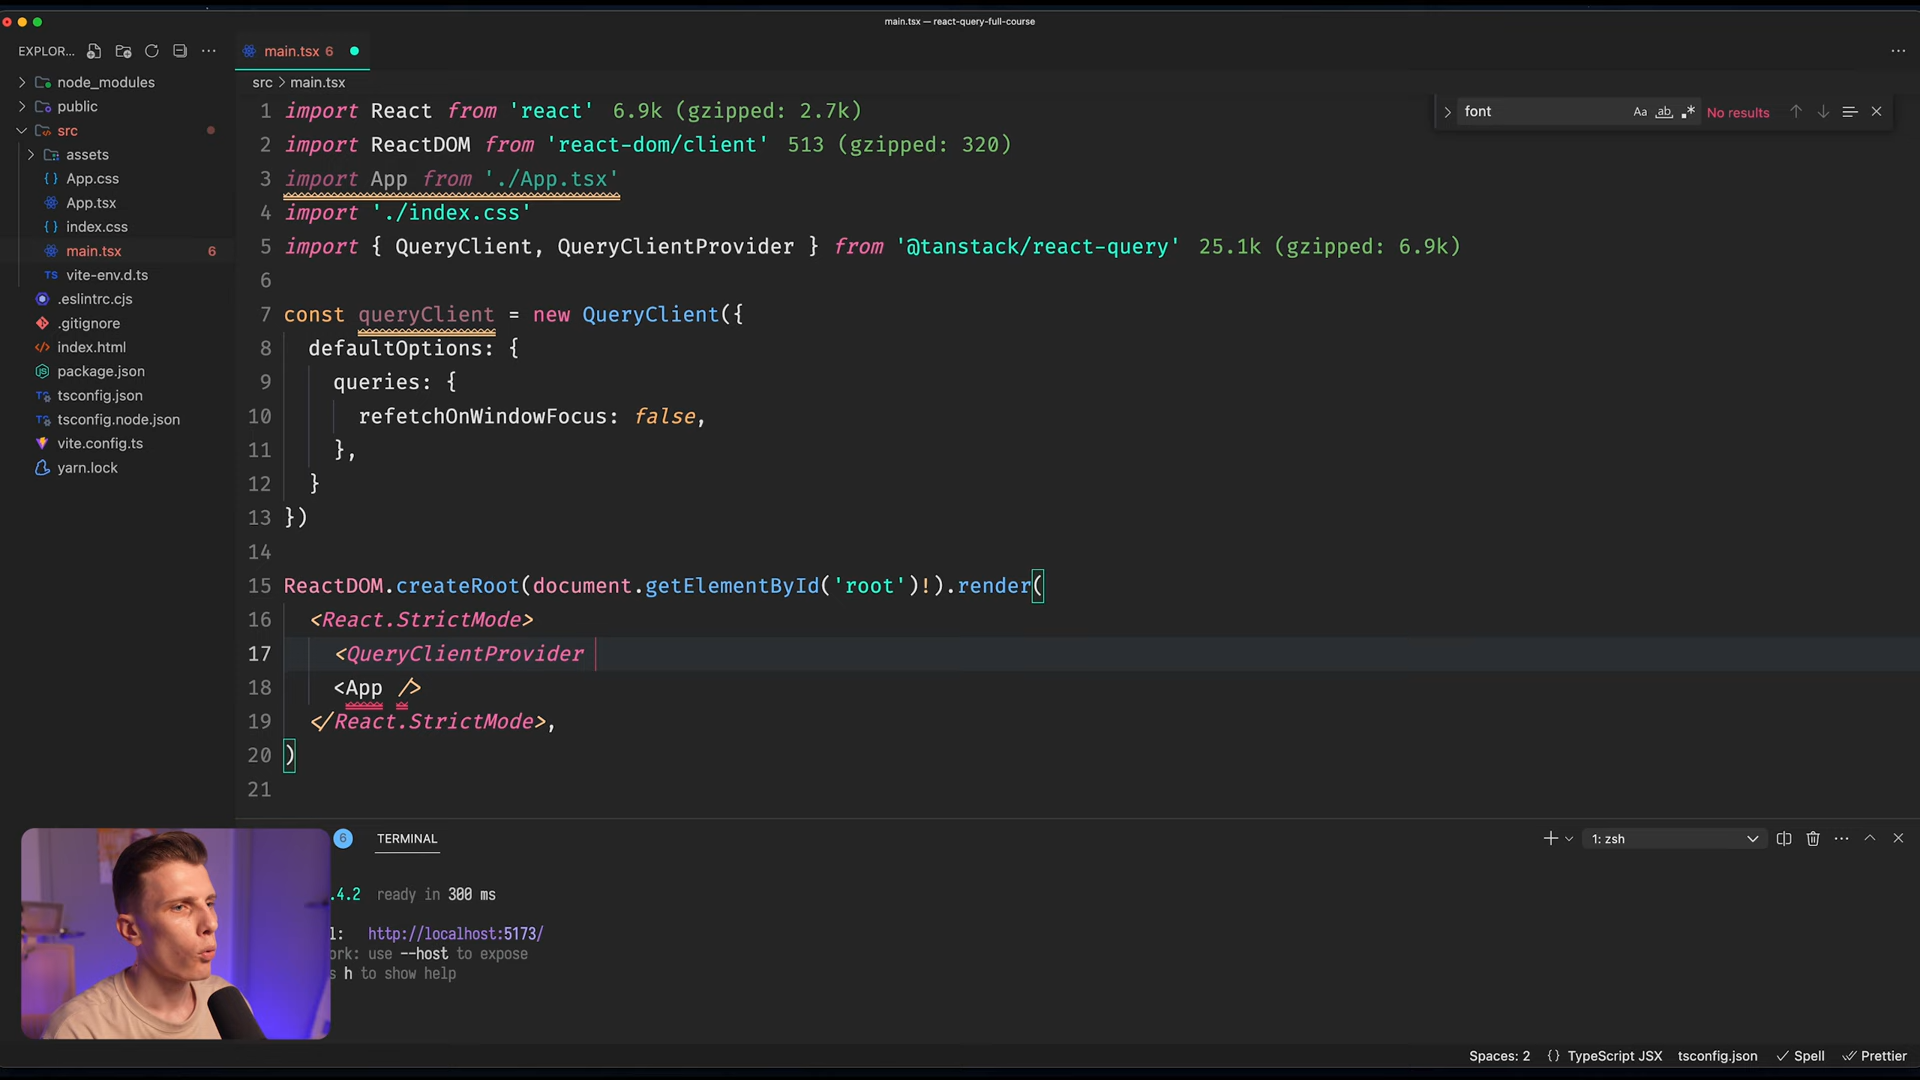 main.tsx — react-query-full-course
EXPLOR...
main.tsx 6
node_modules
public
src
assets
App.css
App.tsx
index.css
main.tsx 6
TS vite-env.d.ts
.eslintrc.cjs
.gitignore
index.html
package.json
tsconfig.json
tsconfig.node.json
vite.config.ts
yarn.lock
src > main.tsx
font
Aa ab. .* No results
1 import React from 'react' 6.9k (gzipped: 2.7k)
2 import ReactDOM from 'react-dom/client' 513 (gzipped: 320)
3 import App from './App.tsx'
4 import './index.css'
5 import { QueryClient, QueryClientProvider } from '@tanstack/react-query' 25.1k (gzipped: 6.9k)
6
7 const queryClient = new QueryClient({
8 defaultOptions: {
9 queries: {
10 refetchOnWindowFocus: false,
11 },
12 }
13 })
14
15 ReactDOM.createRoot(document.getElementById('root')!).render(
16 <React.StrictMode>
17 <QueryClientProvider
18 <App />
19 </React.StrictMode>,
20 )
21
6 TERMINAL
1: zsh
.4.2 ready in 300 ms
l: http://localhost:5173/
ork: use --host to expose
s h to show help
Spaces: 2 {} TypeScript JSX tsconfig.json Spell Prettier